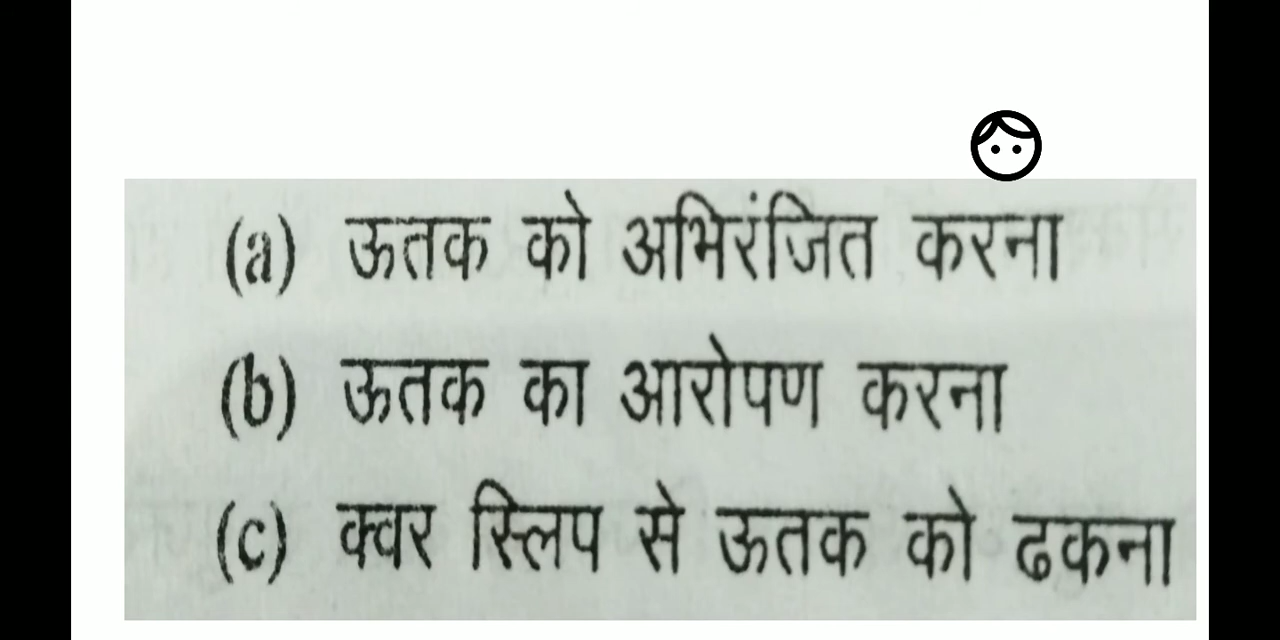 (a) ऊतक को अभिरंजित करना
(b) ऊतक का आरोपण करना
(c) क्वर स्लिप से ऊतक को ढकना